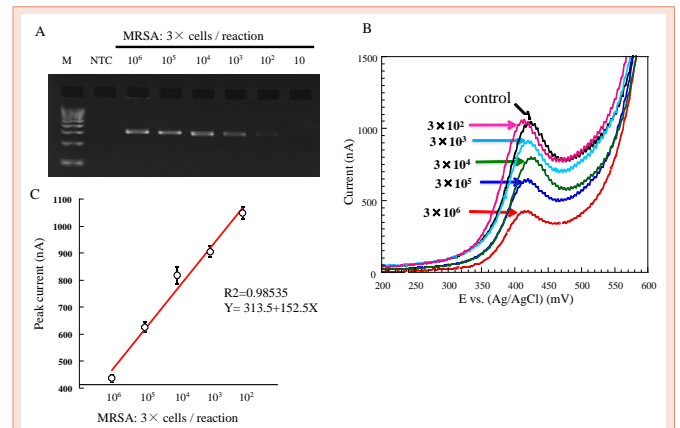 A
MRSA: 3× cells / reaction
M NTC 10⁶ 10⁵ 10⁴ 10³ 10² 10
B
1500
1000
500
0
Current (nA)
control
3×10²
3×10³
3×10⁴
3×10⁵
3×10⁶
200 250 300 350 400 450 500 550 600
E vs. (Ag/AgCl) (mV)
C
1100
1000
900
800
700
600
500
400
Peak current (nA)
R2=0.98535
Y= 313.5+152.5X
10⁶ 10⁵ 10⁴ 10³ 10²
MRSA: 3× cells / reaction